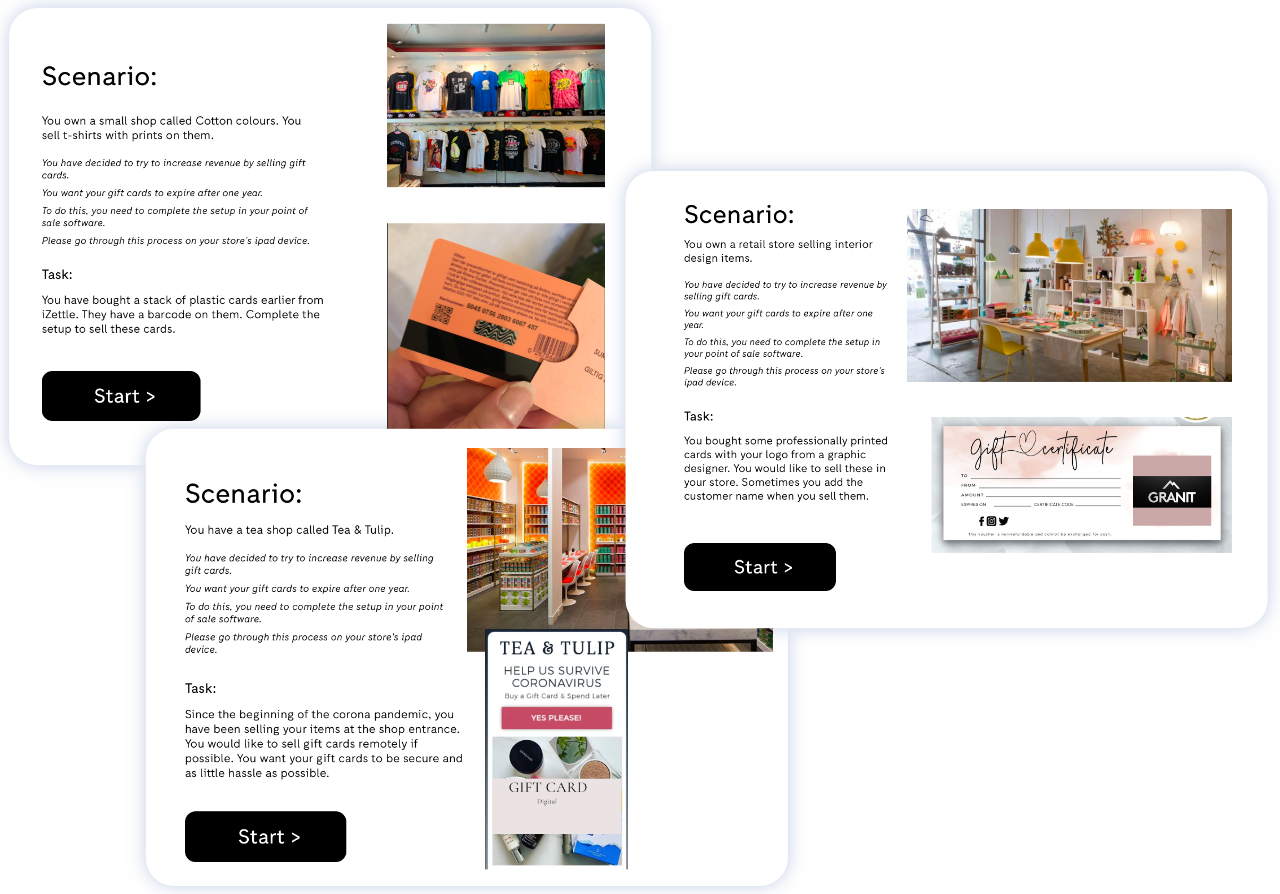 Scenario:
You own a small shop called Cotton colours. You
sell t-shirts with prints on them.
You have decided to try to increase revenue by selling gift
cards.
You want your gift cards to expire after one year.
To do this, you need to complete the setup in your point of
sale software.
Please go through this process on your store's ipad device.
Task:
You have bought a stack of plastic cards earlier from
iZettle. They have a barcode on them. Complete the
setup to sell these cards.
Start >
Scenario:
You own a retail store selling interior
design items.
You have decided to try to increase revenue by
selling gift cards.
You want your gift cards to expire after one
year.
To do this, you need to complete the setup in
your point of sale software.
Please go through this process on your store's
ipad device.
Task:
You bought some professionally printed
cards with your logo from a graphic
designer. You would like to sell these in
your store. Sometimes you add the
customer name when you sell them.
Start >
gift certificate
TO
FROM
AMOUNT
EXPIRES ON CERTIFICATE CODE
GRANIT
This voucher is non-refundable and cannot be exchanged for cash.
Scenario:
You have a tea shop called Tea & Tulip.
You have decided to try to increase revenue by selling
gift cards.
You want your gift cards to expire after one year.
To do this, you need to complete the setup in your point
of sale software.
Please go through this process on your store's ipad
device.
Task:
Since the beginning of the corona pandemic, you
have been selling your items at the shop entrance.
You would like to sell gift cards remotely if
possible. You want your gift cards to be secure and
as little hassle as possible.
Start >
TEA & TULIP
HELP US SURVIVE
CORONAVIRUS
Buy a Gift Card & Spend Later
YES PLEASE!
GIFT CARD
Digital